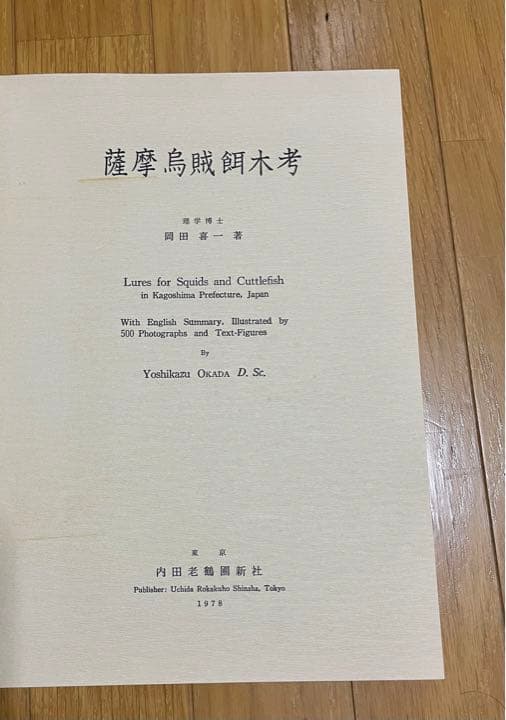 薩摩烏賊餌木考
理学博士
岡田喜一著
Lures for Squids and Cuttlefish
in Kagoshima Prefecture, Japan
With English Summary, Illustrated by
500 Photographs and Text-Figures
By
Yoshikazu OKADA D. Sc.
東京
内田老鶴圃新社
Publisher: Uchida Rokakuho Shinsha, Tokyo
1978